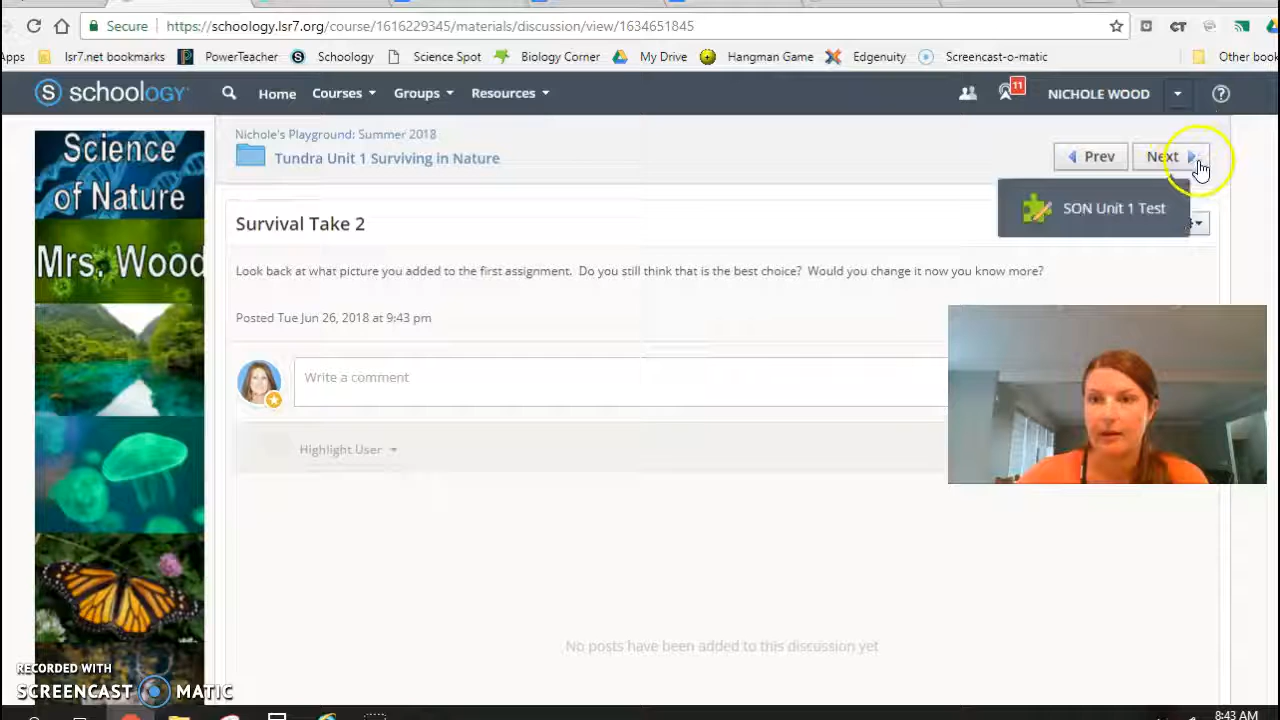 Secure https://schoology.lsr7.org/course/1616229345/materials/discussion/view/1634651845
Apps lsr7.net bookmarks PowerTeacher Schoology Science Spot Biology Corner My Drive Hangman Game Edgenuity Screencast-o-matic Other book
schoology Home Courses Groups Resources 11 NICHOLE WOOD
Nichole's Playground: Summer 2018
Tundra Unit 1 Surviving in Nature
Prev Next
SON Unit 1 Test
Science
of Nature
Mrs. Wood
Survival Take 2
Look back at what picture you added to the first assignment. Do you still think that is the best choice? Would you change it now you know more?
Posted Tue Jun 26, 2018 at 9:43 pm
Write a comment
Highlight User
No posts have been added to this discussion yet
RECORDED WITH
SCREENCAST MATIC
8:43 AM